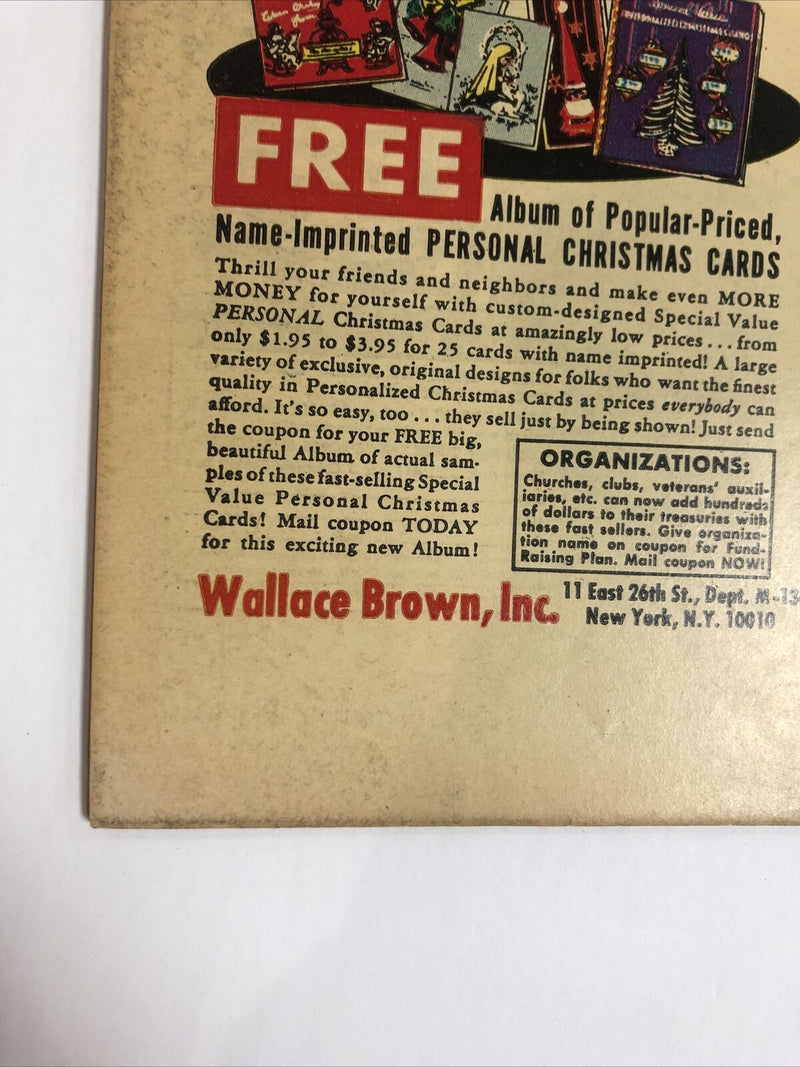 FREE
Album of Popular-Priced,
Name-Imprinted PERSONAL CHRISTMAS CARDS
Thrill your friends and neighbors and make even MORE
MONEY for yourself with custom-designed Special Value
PERSONAL Christmas Cards at amazingly low prices... from
only $1.95 to $3.95 for 25 cards with name imprinted! A large
variety of exclusive, original designs for folks who want the finest
quality in Personalized Christmas Cards at prices everybody can
afford. It's so easy, too... they sell just by being shown! Just send
the coupon for your FREE big,
beautiful Album of actual sam-
ples of these fast-selling Special
Value Personal Christmas
Cards! Mail coupon TODAY
for this exciting new Album!
ORGANIZATIONS:
Churches, clubs, veterans' auxil-
iaries, etc. can now add hundreds
of dollars to their treasuries with
these fast sellers. Give organiza-
tion name on coupon for Fund-
Raising Plan. Mail coupon NOW!
Wallace Brown, Inc.
11 East 26th St., Dept. M-13
New York, N.Y. 10010